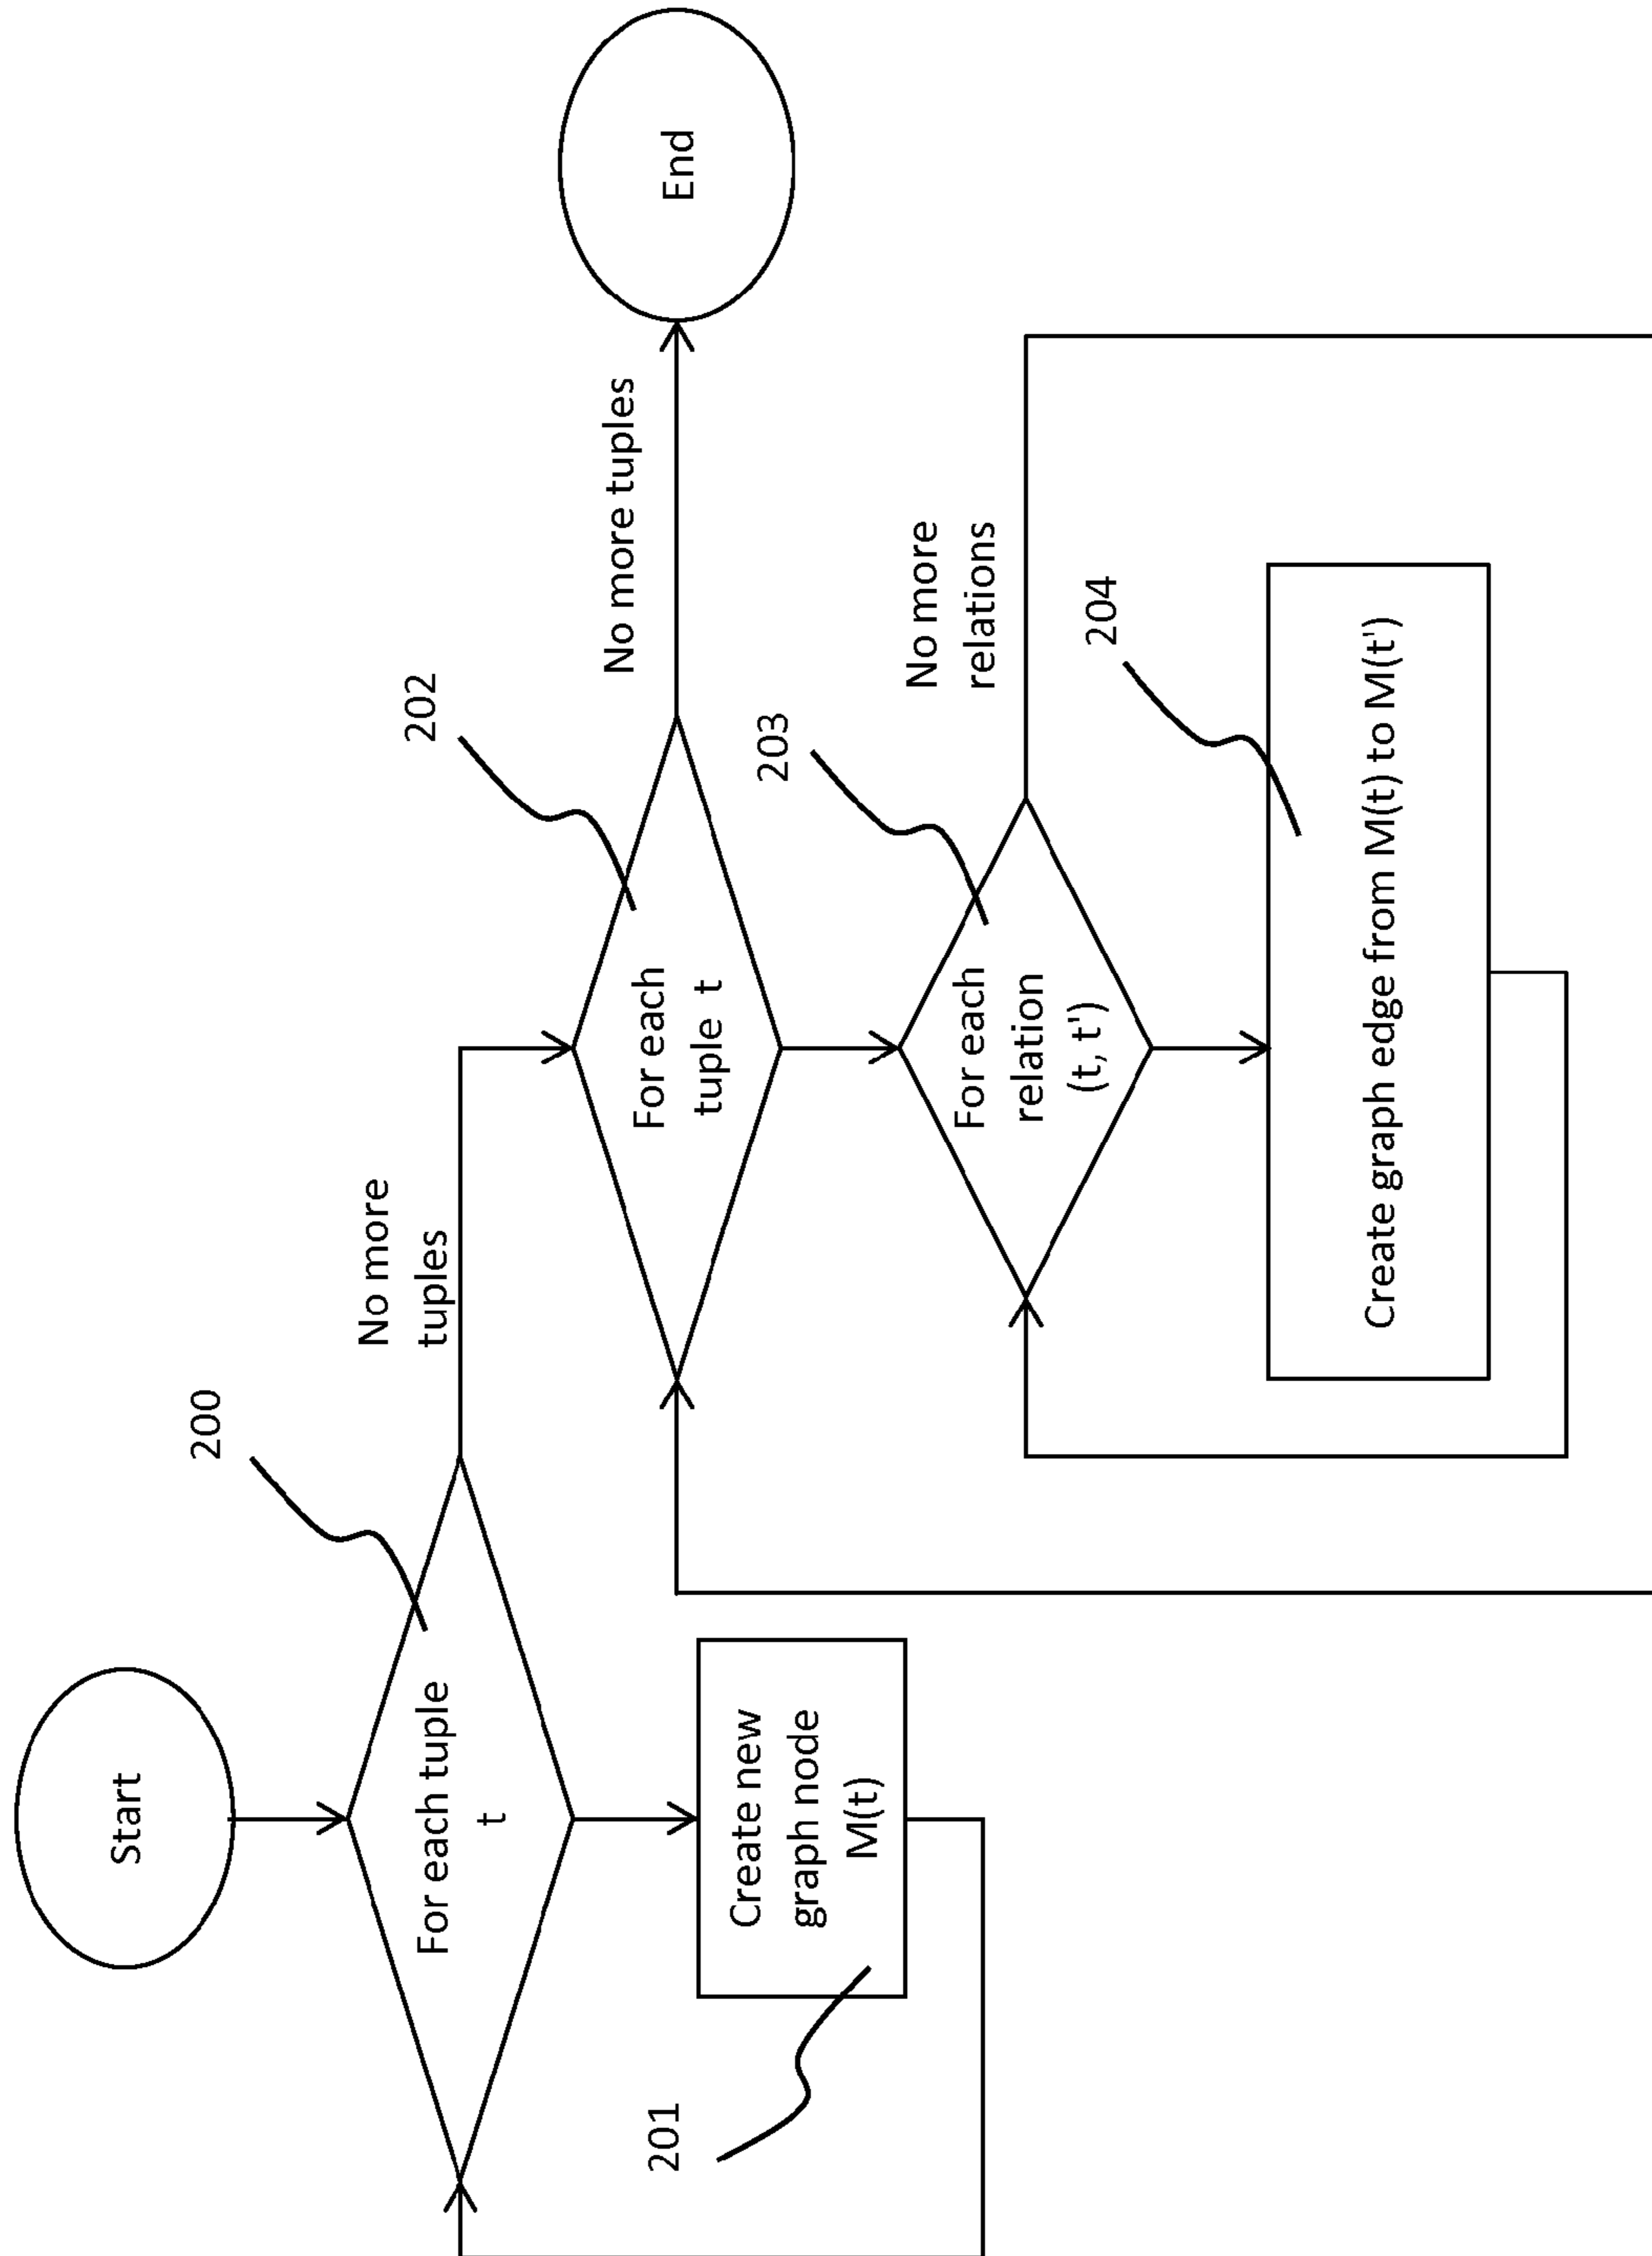 Start
200
For each tuple
t
No more
tuples
201
Create new
graph node
M(t)
202
For each
tuple t
No more tuples
End
203
For each
relation
(t, t')
No more
relations
204
Create graph edge from M(t) to M(t')